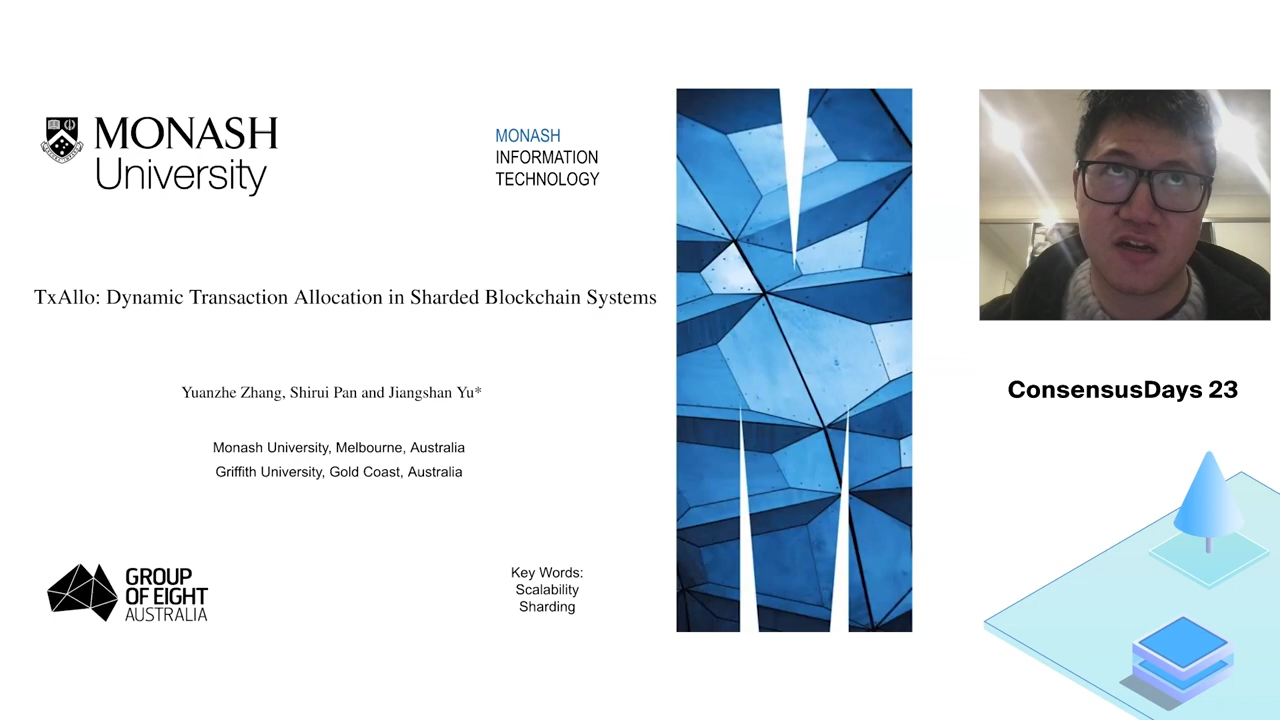 MONASH
University
MONASH
INFORMATION
TECHNOLOGY
TxAllo: Dynamic Transaction Allocation in Sharded Blockchain Systems
Yuanzhe Zhang, Shirui Pan and Jiangshan Yu*
Monash University, Melbourne, Australia
Griffith University, Gold Coast, Australia
GROUP
OF EIGHT
AUSTRALIA
Key Words:
Scalability
Sharding
ConsensusDays 23